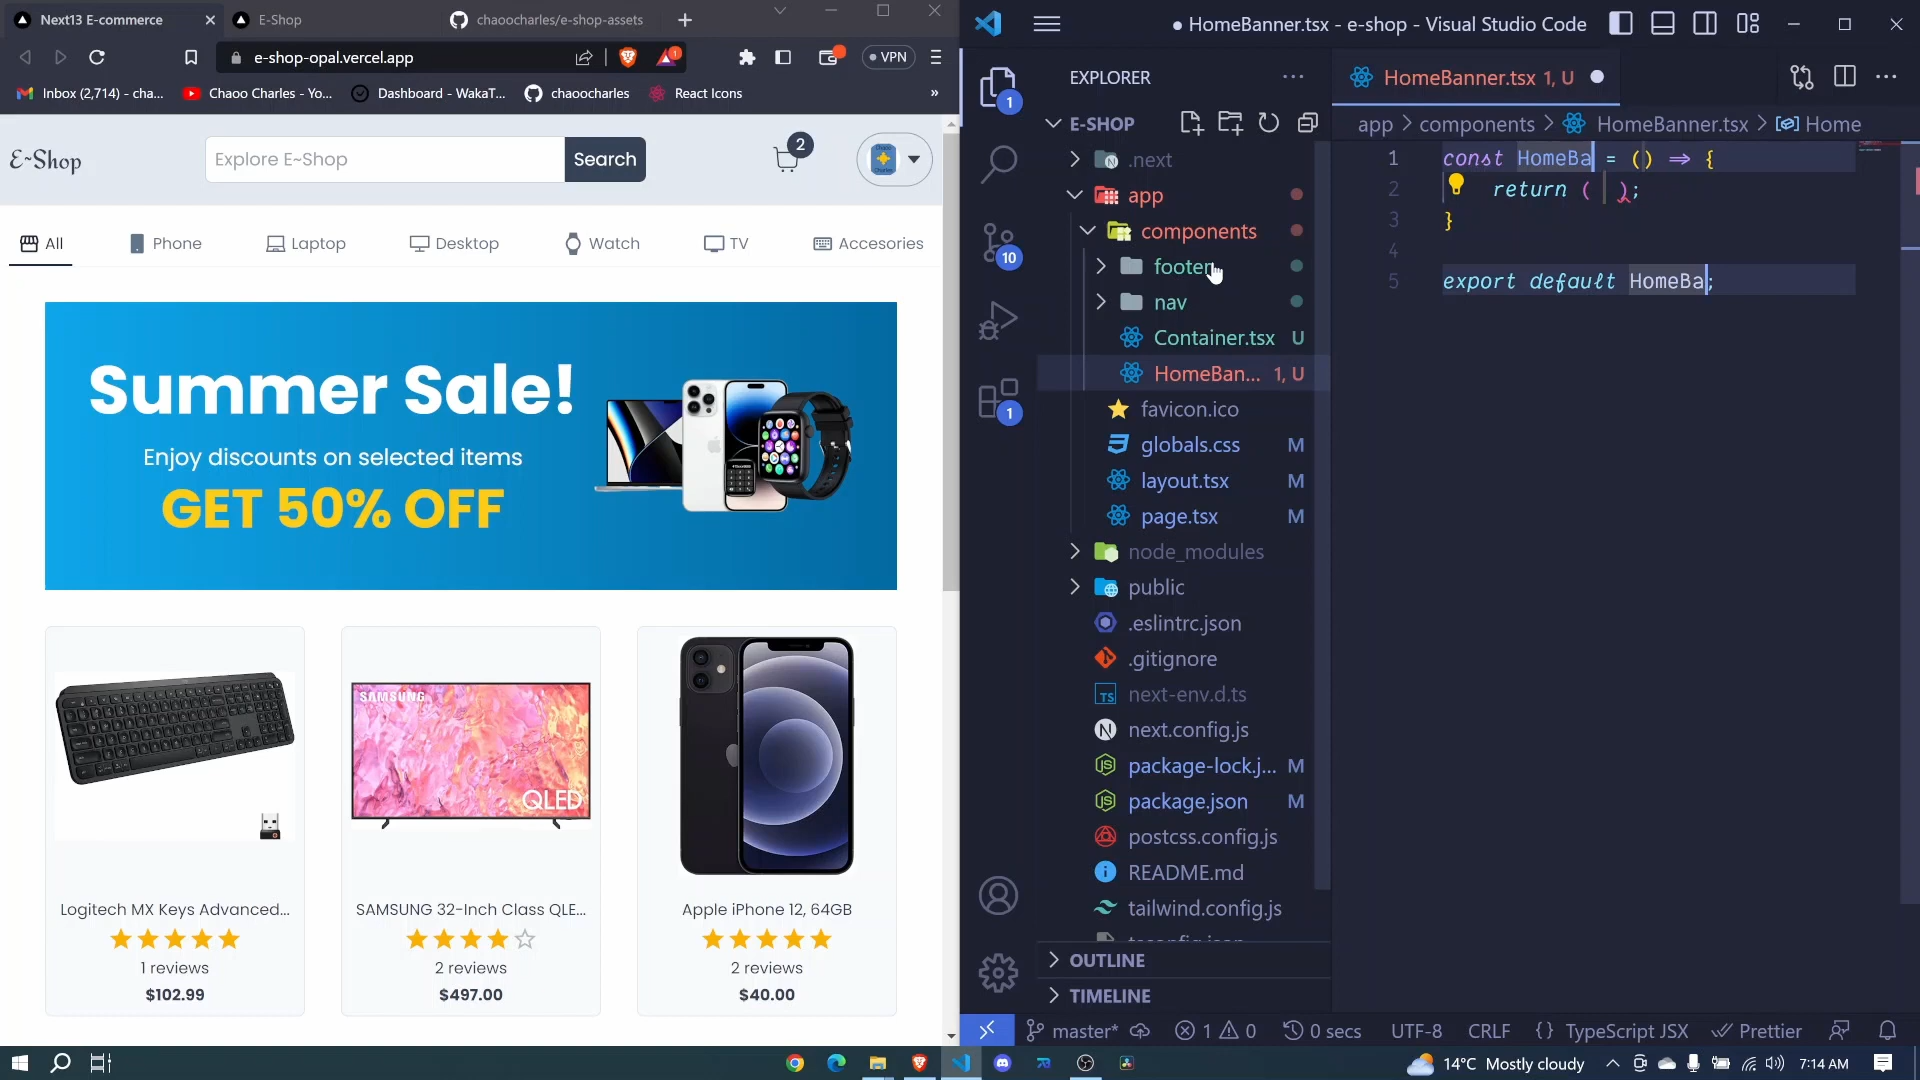 Next13 E-commerce
E-Shop
chaoocharles/e-shop-assets
e-shop-opal.vercel.app
1
VPN
Inbox (2,714) - cha...
Chaoo Charles - Yo...
Dashboard - WakaT...
chaoocharles
React Icons
»
E~Shop
Explore E~Shop
Search
2
All
Phone
Laptop
Desktop
Watch
TV
Accesories
Summer Sale!
Enjoy discounts on selected items
GET 50% OFF
SAMSUNG
QLED
Logitech MX Keys Advanced...
1 reviews
$102.99
SAMSUNG 32-Inch Class QLE...
2 reviews
$497.00
Apple iPhone 12, 64GB
2 reviews
$40.00
● HomeBanner.tsx - e-shop - Visual Studio Code
1
10
1
EXPLORER
E-SHOP
.next
app
components
footer
nav
Container.tsx U
HomeBan... 1, U
favicon.ico
globals.css M
layout.tsx M
page.tsx M
node_modules
public
.eslintrc.json
.gitignore
next-env.d.ts
next.config.js
package-lock.j... M
package.json M
postcss.config.js
README.md
tailwind.config.js
tsconfig.json
OUTLINE
TIMELINE
HomeBanner.tsx 1, U
app > components > HomeBanner.tsx > Home
1 const HomeBa = () => {
2 return ( );
3 }
4
5 export default HomeBa;
master*
1
0
0 secs
UTF-8
CRLF
{} TypeScript JSX
Prettier
14°C Mostly cloudy
7:14 AM